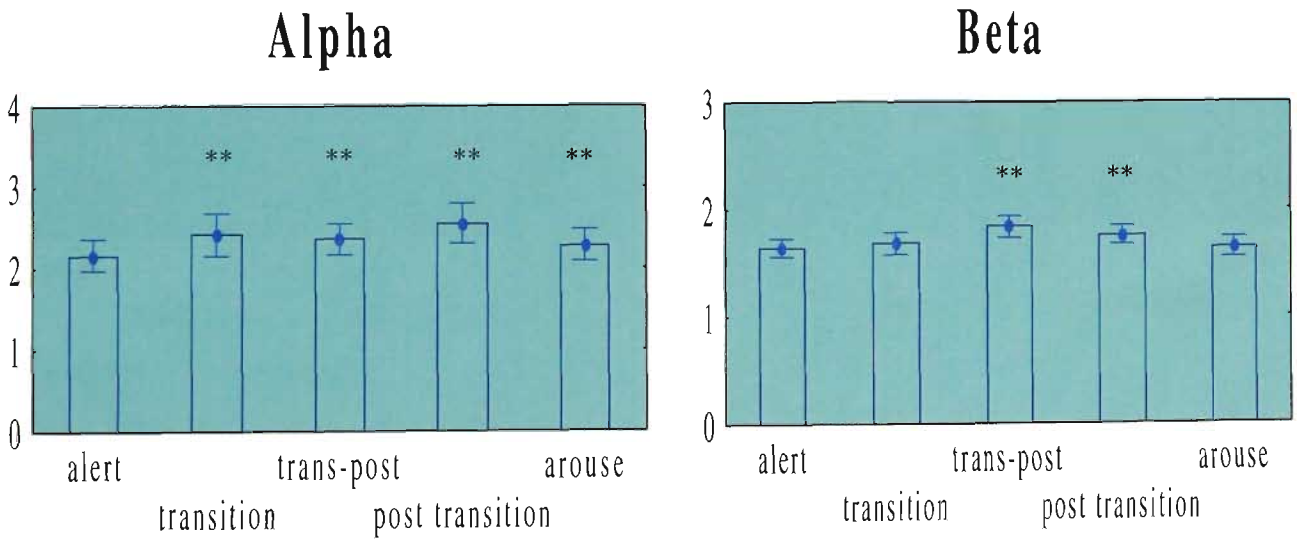 Alpha
4
3
2
1
0
** ** ** **
alert trans-post arouse
transition post transition
Beta
3
2
1
0
** **
alert trans-post arouse
transition post transition